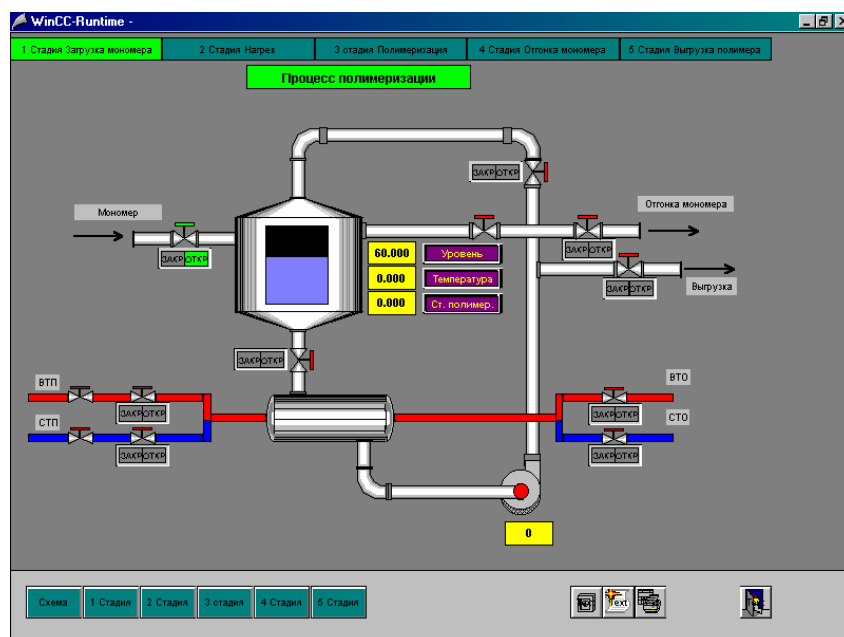 WinCC-Runtime -
1 Стадия Загрузка мономера
2 Стадия Нагрев
3 стадия Полимеризация
4 Стадия Отгонка мономера
5 Стадия Выгрузка полимера
Процесс полимеризации
ЗАКР ОТКР
Мономер
Отгонка мономера
ЗАКР ОТКР
ЗАКР ОТКР
60.000 Уровень
0.000 Температура
0.000 Ст. полимер.
ЗАКР ОТКР
Выгрузка
ЗАКР ОТКР
ВТП
ВТО
ЗАКР ОТКР
ЗАКР ОТКР
СТП
СТО
ЗАКР ОТКР
ЗАКР ОТКР
0
Схема
1 Стадия
2 Стадия
3 стадия
4 Стадия
5 Стадия
Text